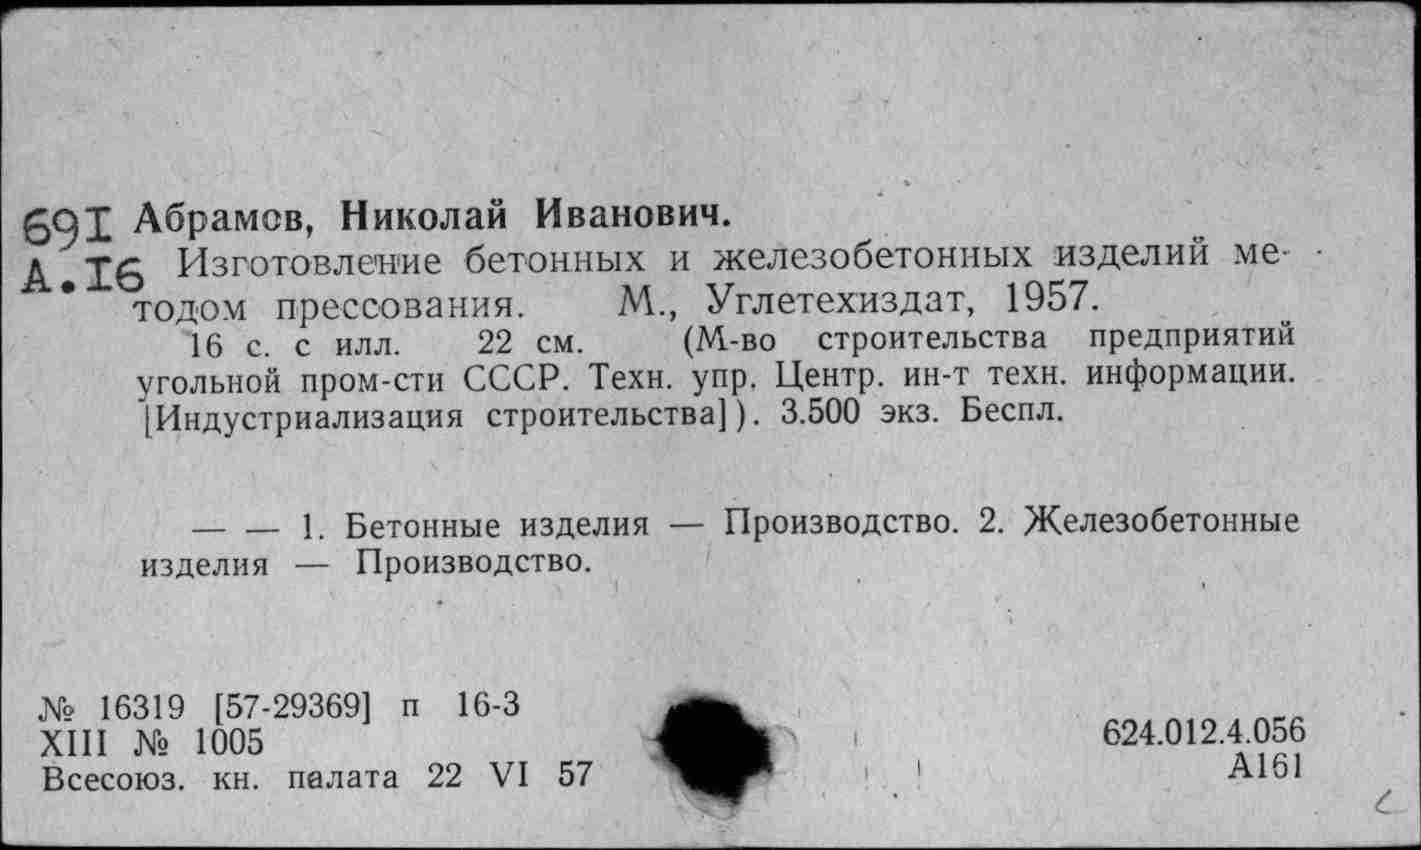 691 Абрамов, Николай Иванович.
А.16 Изготовление бетонных и железобетонных изделий ме-
тодом прессования. М., Углетехиздат, 1957.
16 с. с илл. 22 см. (М-во строительства предприятий
угольной пром-сти СССР. Техн. упр. Центр. ин-т техн. информации.
[Индустриализация строительства]). 3.500 экз. Беспл.
— — 1. Бетонные изделия — Производство. 2. Железобетонные
изделия — Производство.
№ 16319 [57-29369] п 16-3
XIII № 1005
Всесоюз. кн. палата 22 VI 57
624.012.4.056
А161